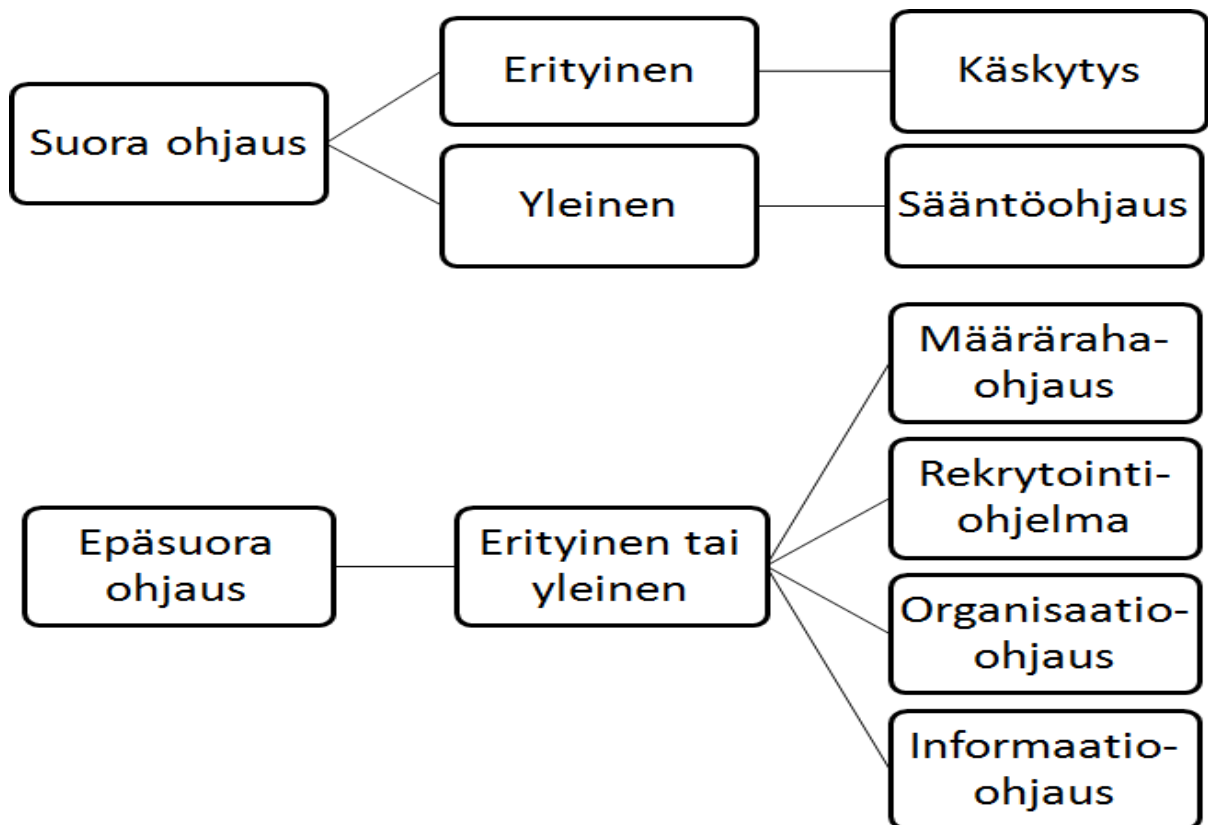 Suora ohjaus
Erityinen
Käskytys
Yleinen
Sääntöohjaus
Epäsuora
ohjaus
Erityinen tai
yleinen
Määräraha-
ohjaus
Rekrytointi-
ohjelma
Organisaatio-
ohjaus
Informaatio-
ohjaus